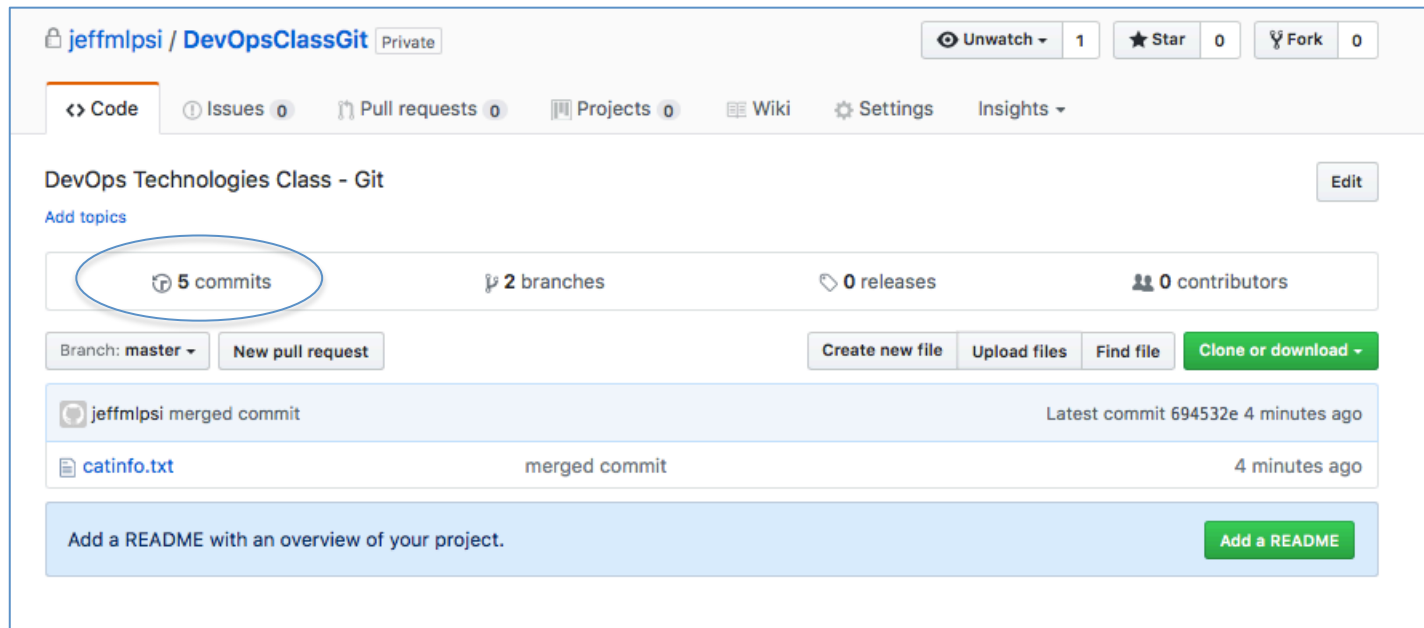 jeffmlpsi / DevOpsClassGit Private Unwatch 1 Star 0 Fork 0
Code Issues 0 Pull requests 0 Projects 0 Wiki Settings Insights
DevOps Technologies Class - Git Edit
Add topics
5 commits 2 branches 0 releases 0 contributors
Branch: master New pull request Create new file Upload files Find file Clone or download
jeffmlpsi merged commit Latest commit 694532e 4 minutes ago
catinfo.txt merged commit 4 minutes ago
Add a README with an overview of your project. Add a README